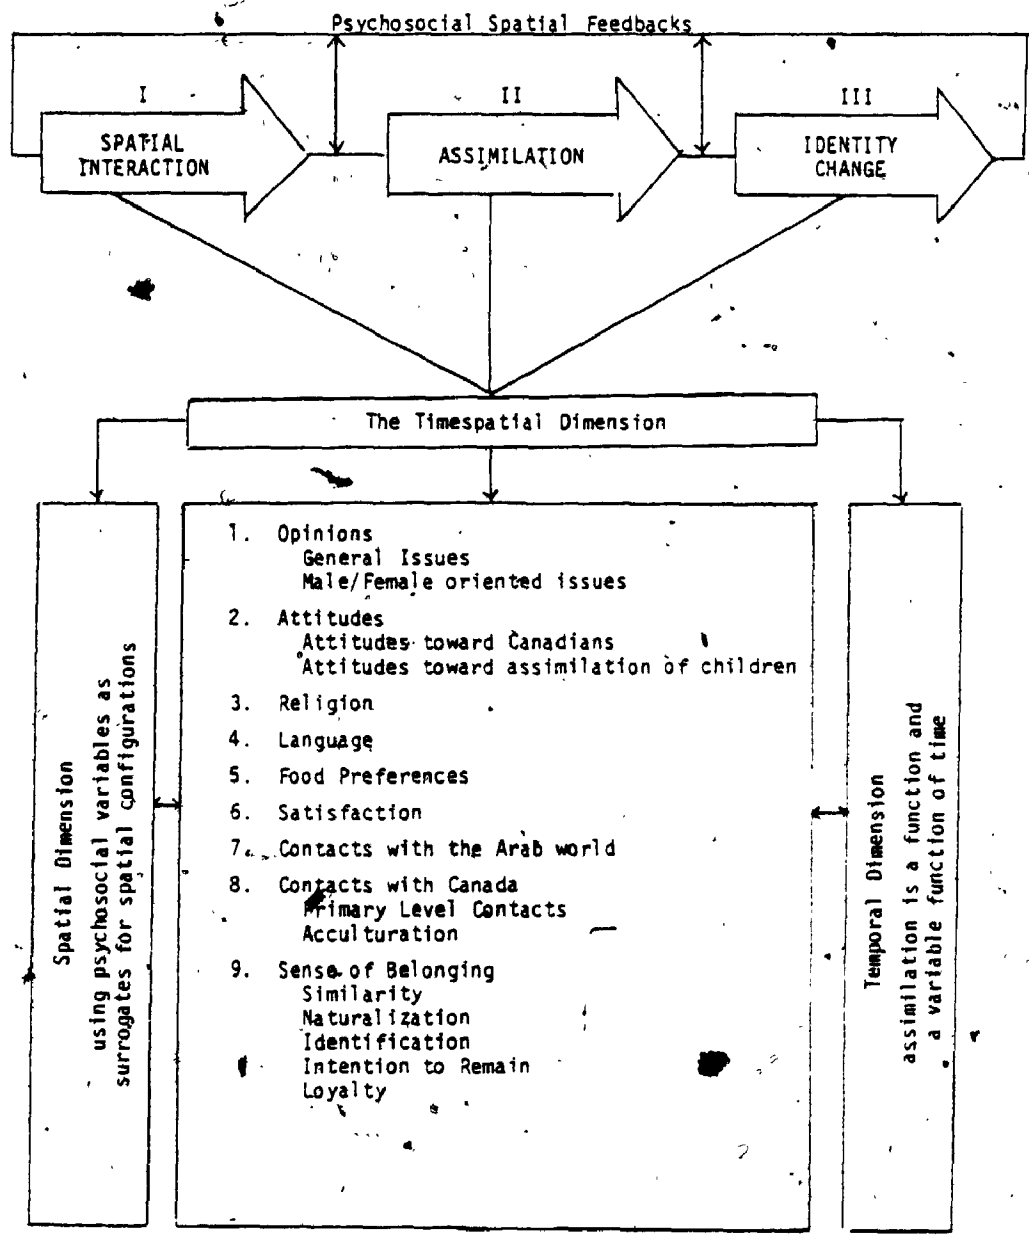 Psychosocial Spatial Feedbacks
I
SPATIAL
INTERACTION
II
ASSIMILATION
III
IDENTITY
CHANGE
The Timespatial Dimension
Spatial Dimension
using psychosocial variables as
surrogates for spatial configurations
1. Opinions
General Issues
Male/Female oriented issues
2. Attitudes
Attitudes toward Canadians
Attitudes toward assimilation of children
3. Religion
4. Language
5. Food Preferences
6. Satisfaction
7. Contacts with the Arab world
8. Contacts with Canada
Primary Level Contacts
Acculturation
9. Sense of Belonging
Similarity
Naturalization
Identification
Intention to Remain
Loyalty
Temporal Dimension
assimilation is a function and
a variable function of time